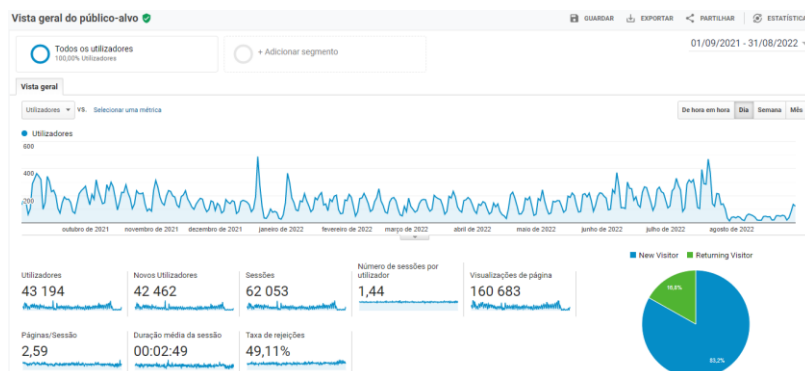 Vista geral do público-alvo
GUARDAR EXPORTAR PARTILHAR ESTATÍSTICA
01/09/2021 - 31/08/2022
Todos os utilizadores
100,00% Utilizadores
+ Adicionar segmento
Vista geral
Utilizadores VS. Selecionar uma métrica
De hora em hora Dia Semana Mês
Utilizadores
600
400
200
outubro de 2021 novembro de 2021 dezembro de 2021 janeiro de 2022 fevereiro de 2022 março de 2022 abril de 2022 maio de 2022 junho de 2022 julho de 2022 agosto de 2022
New Visitor Returning Visitor
Utilizadores
43 194
Novos Utilizadores
42 462
Sessões
62 053
Número de sessões por
utilizador
1,44
Visualizações de página
160 683
Páginas/Sessão
2,59
Duração média da sessão
00:02:49
Taxa de rejeições
49,11%
83,2%